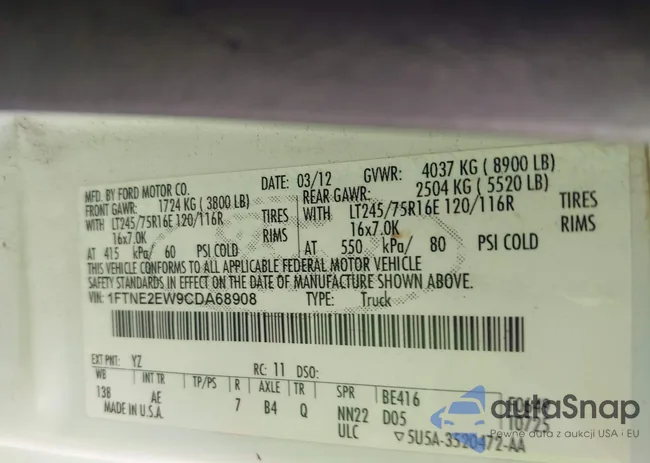 MFD. BY FORD MOTOR CO.
DATE: 03/12 GVWR: 4037 KG ( 8900 LB)
FRONT GAWR: 1724 KG ( 3800 LB) REAR GAWR: 2504 KG ( 5520 LB)
WITH LT245/75R16E 120/116R TIRES WITH LT245/75R16E 120/116R TIRES
16x7.0K RIMS 16x7.0K RIMS
AT 415 kPa/ 60 PSI COLD AT 550 kPa/ 80 PSI COLD
THIS VEHICLE CONFORMS TO ALL APPLICABLE FEDERAL MOTOR VEHICLE
SAFETY STANDARDS IN EFFECT ON THE DATE OF MANUFACTURE SHOWN ABOVE.
VIN: 1FTNE2EW9CDA68908 TYPE: Truck
EXT PNT: YZ RC: 11 DSO:
WB INT TR TP/PS R AXLE TR SPR BE416
138 AE 7 B4 Q NN22 D05 10/25
MADE IN U.S.A. ULC ▽5U5A-3520472-AA
autoSnap
Pewne auta z aukcji USA i EU